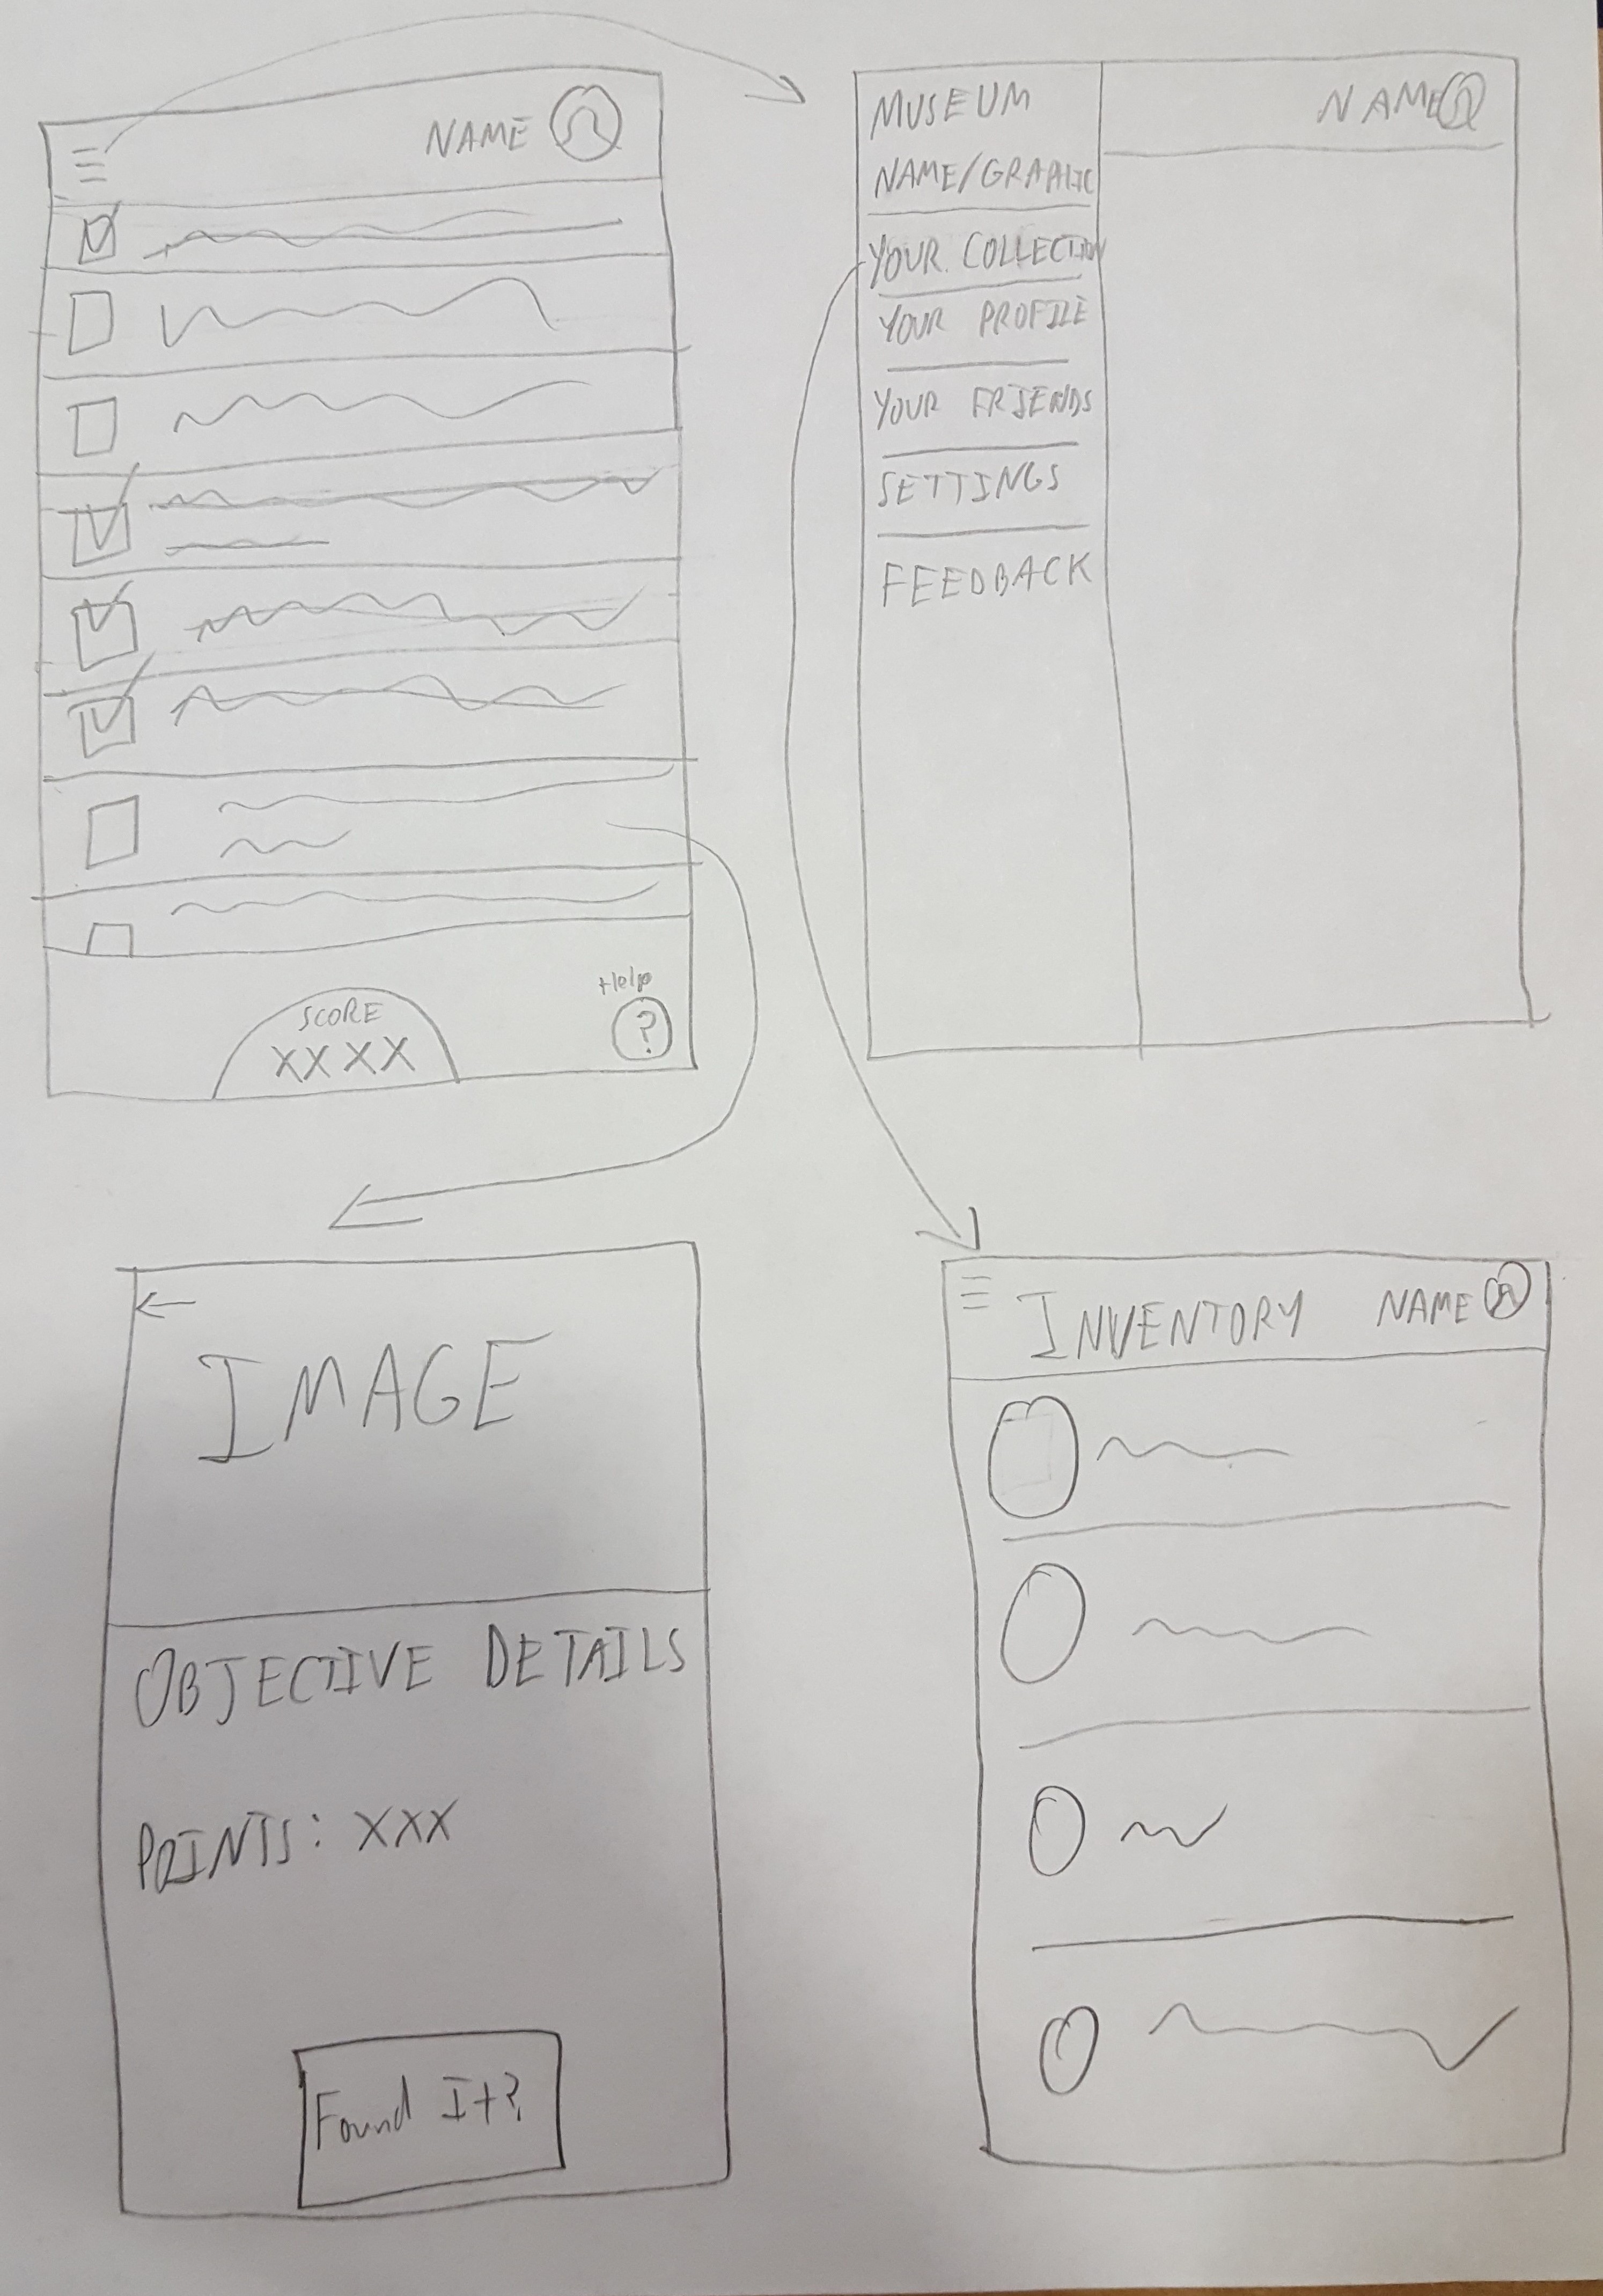 NAME
SCORE
XXXX
Help
?
MUSEUM
NAME/GRAPHIC
NAME
YOUR COLLECTION
YOUR PROFILE
YOUR FRIENDS
SETTINGS
FEEDBACK
IMAGE
OBJECTIVE DETAILS
POINTS: XXX
Found It?
INVENTORY NAME